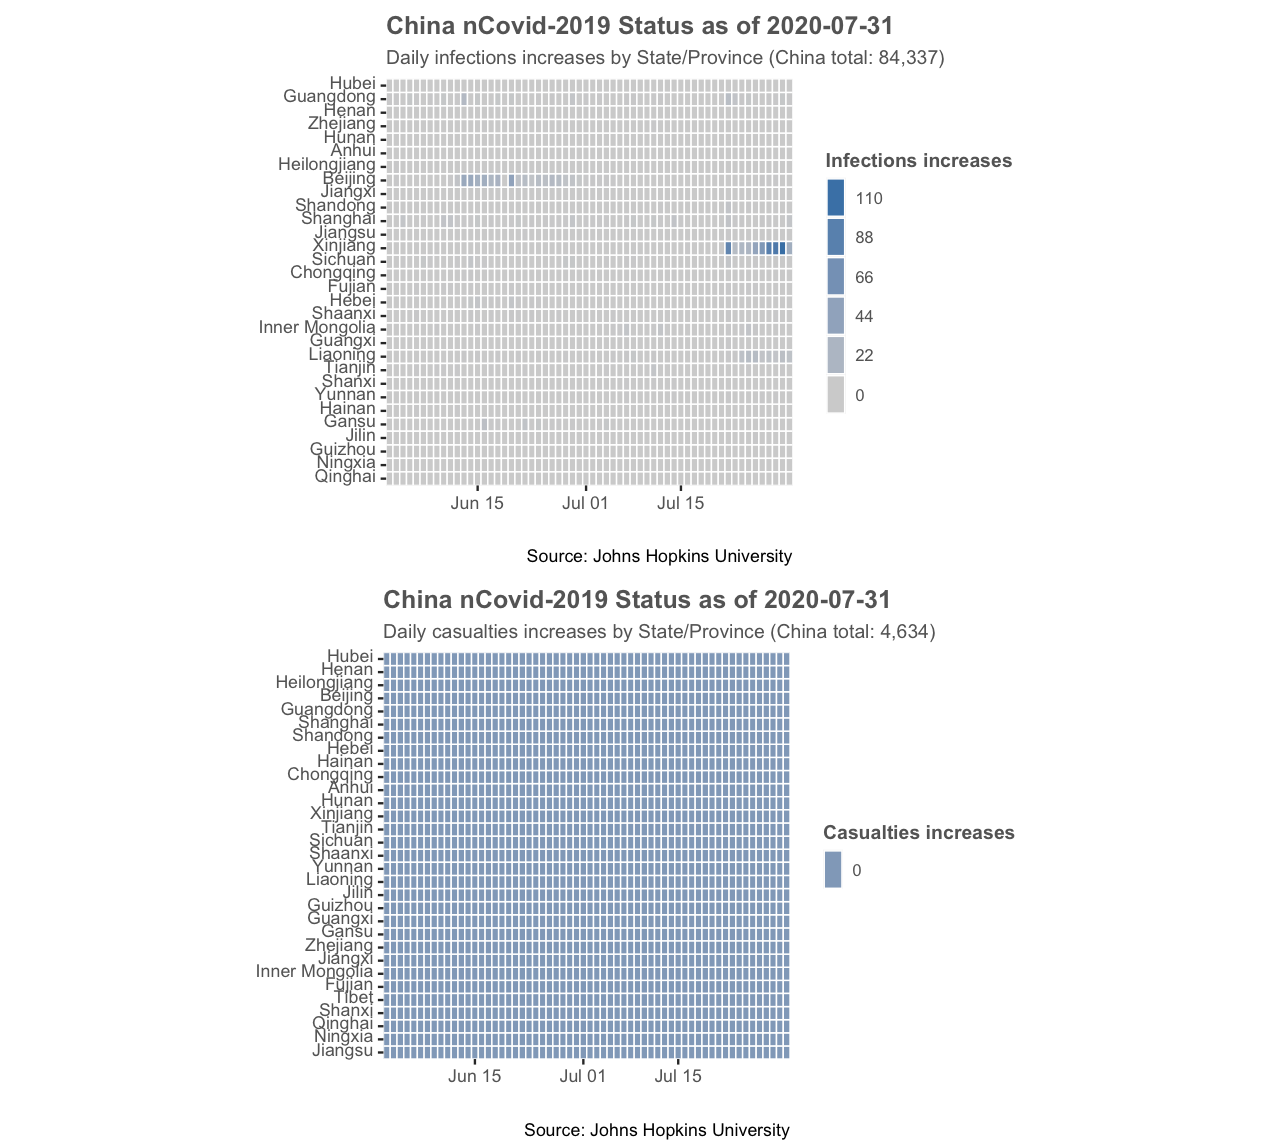 China nCovid-2019 Status as of 2020-07-31
Daily infections increases by State/Province (China total: 84,337)
Hubei
Guangdong
Henan
Zhejiang
Hunan
Anhui
Heilongjiang
Beijing
Jiangxi
Shandong
Shanghai
Jiangsu
Xinjiang
Sichuan
Chongqing
Fujian
Hebei
Shaanxi
Inner Mongolia
Guangxi
Liaoning
Tianjin
Shanxi
Yunnan
Hainan
Gansu
Jilin
Guizhou
Ningxia
Qinghai
Jun 15 Jul 01 Jul 15
Infections increases
110
88
66
44
22
0
Source: Johns Hopkins University
China nCovid-2019 Status as of 2020-07-31
Daily casualties increases by State/Province (China total: 4,634)
Hubei
Henan
Heilongjiang
Beijing
Guangdong
Shanghai
Shandong
Hebei
Hainan
Chongqing
Anhui
Hunan
Xinjiang
Tianjin
Sichuan
Shaanxi
Yunnan
Liaoning
Jilin
Guizhou
Guangxi
Gansu
Zhejiang
Jiangxi
Inner Mongolia
Fujian
Tibet
Shanxi
Qinghai
Ningxia
Jiangsu
Jun 15 Jul 01 Jul 15
Casualties increases
0
Source: Johns Hopkins University